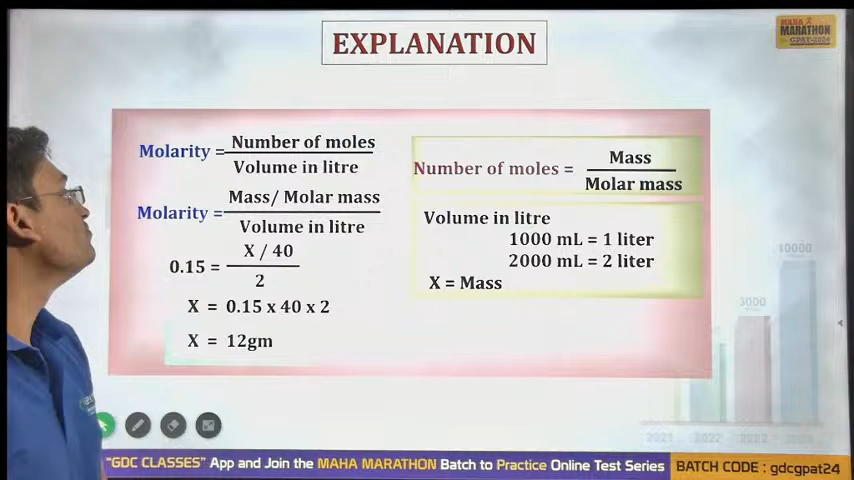 EXPLANATION
MAHA
MARATHON
GPAT-2024
Molarity = Number of moles
Volume in litre
Molarity = Mass/ Molar mass
Volume in litre
0.15 = X / 40
2
X = 0.15 x 40 x 2
X = 12gm
Number of moles = Mass
Molar mass
Volume in litre
1000 mL = 1 liter
2000 mL = 2 liter
X = Mass
10000
3000
2021
2022
"GDC CLASSES" App and Join the MAHA MARATHON Batch to Practice Online Test Series
BATCH CODE : gdcgpat24